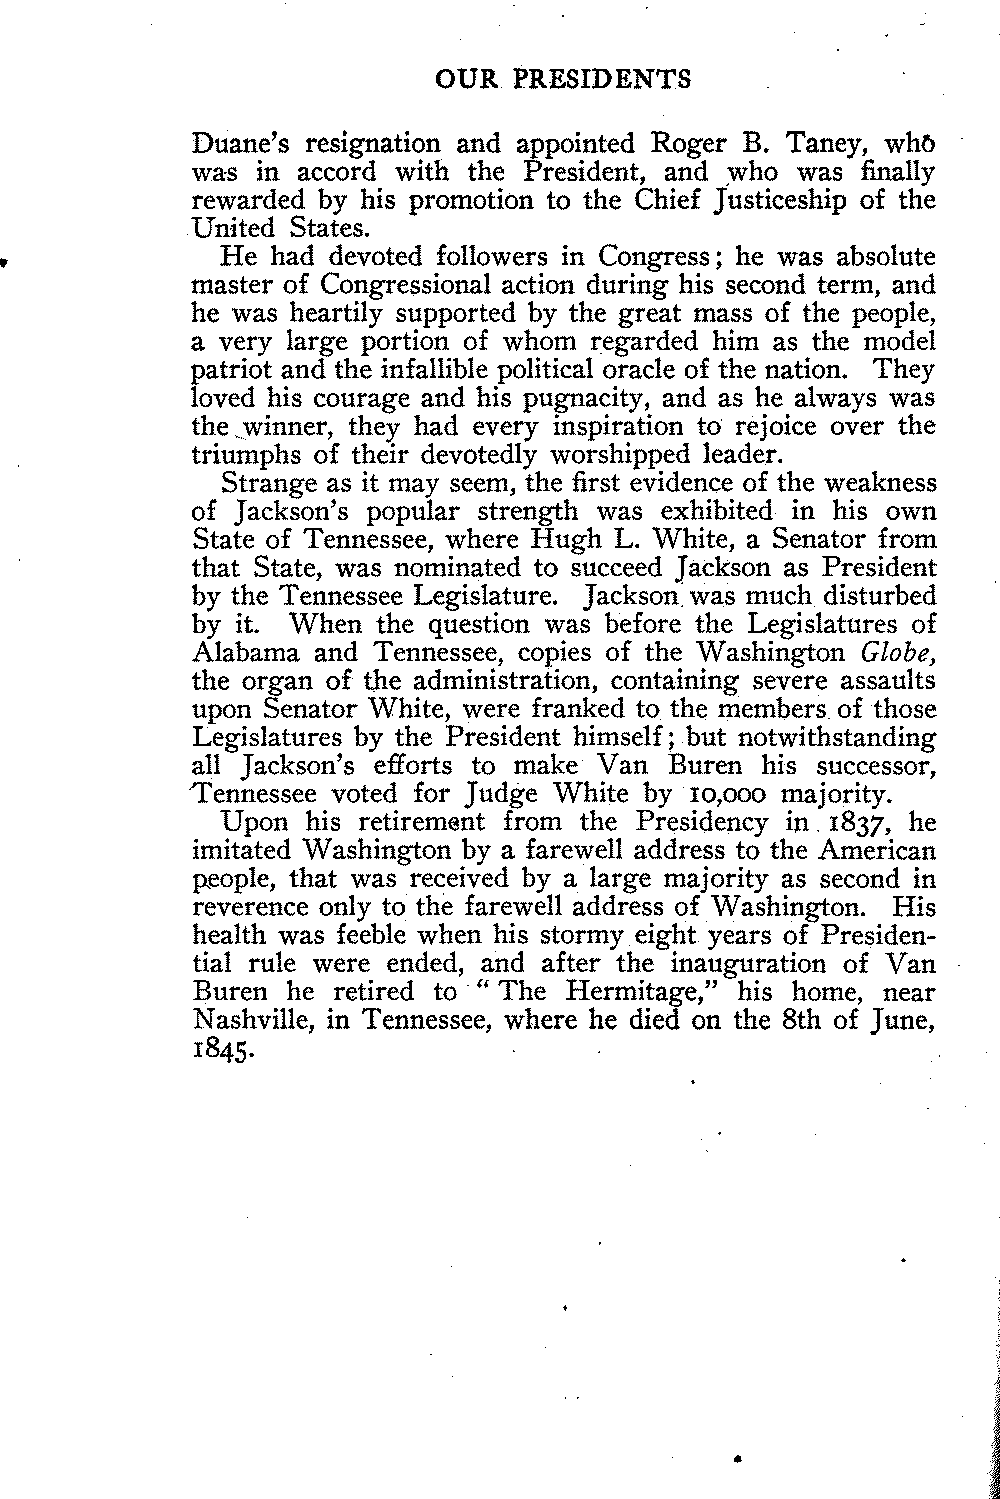 OUR PRESIDENTS
Duane's resignation and appointed Roger B. Taney, who
was in accord with the President, and who was finally
rewarded by his promotion to the Chief Justiceship of the
United States.
He had devoted followers in Congress; he was absolute
master of Congressional action during his second term, and
he was heartily supported by the great mass of the people,
a very large portion of whom regarded him as the model
patriot and the infallible political oracle of the nation. They
loved his courage and his pugnacity, and as he always was
the winner, they had every inspiration to rejoice over the
triumphs of their devotedly worshipped leader.
Strange as it may seem, the first evidence of the weakness
of Jackson's popular strength was exhibited in his own
State of Tennessee, where Hugh L. White, a Senator from
that State, was nominated to succeed Jackson as President
by the Tennessee Legislature. Jackson was much disturbed
by it. When the question was before the Legislatures of
Alabama and Tennessee, copies of the Washington Globe,
the organ of the administration, containing severe assaults
upon Senator White, were franked to the members of those
Legislatures by the President himself; but notwithstanding
all Jackson's efforts to make Van Buren his successor,
Tennessee voted for Judge White by 10,000 majority.
Upon his retirement from the Presidency in 1837, he
imitated Washington by a farewell address to the American
people, that was received by a large majority as second in
reverence only to the farewell address of Washington. His
health was feeble when his stormy eight years of Presiden-
tial rule were ended, and after the inauguration of Van
Buren he retired to "The Hermitage," his home, near
Nashville, in Tennessee, where he died on the 8th of June,
1845.